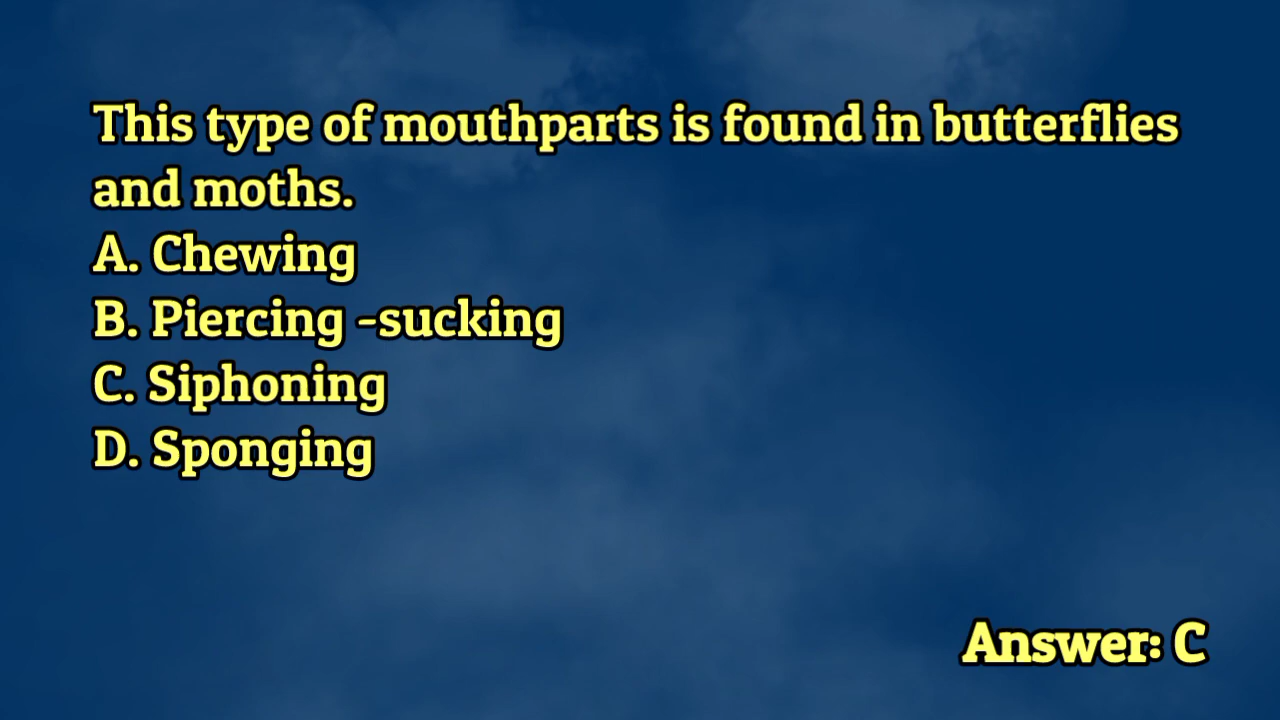 This type of mouthparts is found in butterflies
and moths.
A. Chewing
B. Piercing -sucking
C. Siphoning
D. Sponging
Answer: C